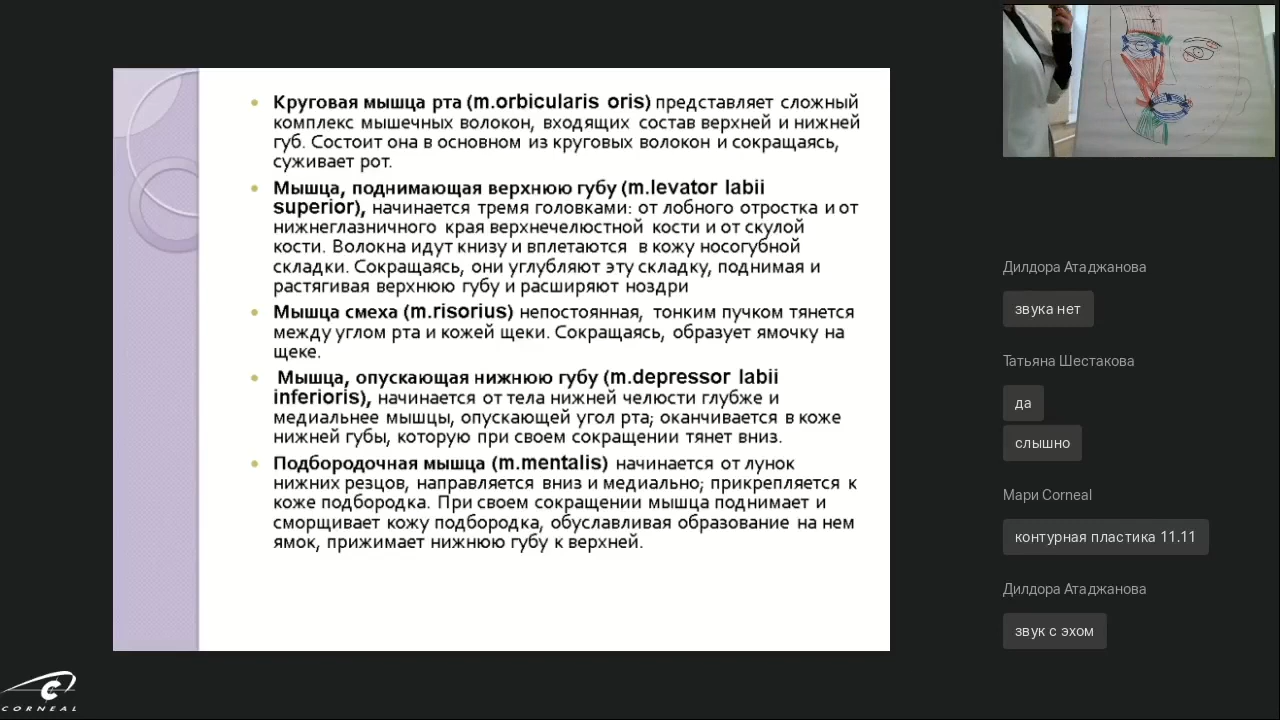 Круговая мышца рта (m.orbicularis oris) представляет сложный
комплекс мышечных волокон, входящих состав верхней и нижней
губ. Состоит она в основном из круговых волокон и сокращаясь,
суживает рот.
Мышца, поднимающая верхнюю губу (m.levator labii
superior), начинается тремя головками: от лобного отростка и от
нижнеглазничного края верхнечелюстной кости и от скулой
кости. Волокна идут книзу и вплетаются в кожу носогубной
складки. Сокращаясь, они углубляют эту складку, поднимая и
растягивая верхнюю губу и расширяют ноздри
Мышца смеха (m.risorius) непостоянная, тонким пучком тянется
между углом рта и кожей щеки. Сокращаясь, образует ямочку на
щеке.
Мышца, опускающая нижнюю губу (m.depressor labii
inferioris), начинается от тела нижней челюсти глубже и
медиальнее мышцы, опускающей угол рта; оканчивается в коже
нижней губы, которую при своем сокращении тянет вниз.
Подбородочная мышца (m.mentalis) начинается от лунок
нижних резцов, направляется вниз и медиально; прикрепляется к
коже подбородка. При своем сокращении мышца поднимает и
сморщивает кожу подбородка, обуславливая образование на нем
ямок, прижимает нижнюю губу к верхней.
Дилдора Атаджанова
звука нет
Татьяна Шестакова
да
слышно
Мари Corneal
контурная пластика 11.11
Дилдора Атаджанова
звук с эхом
CORNEAL